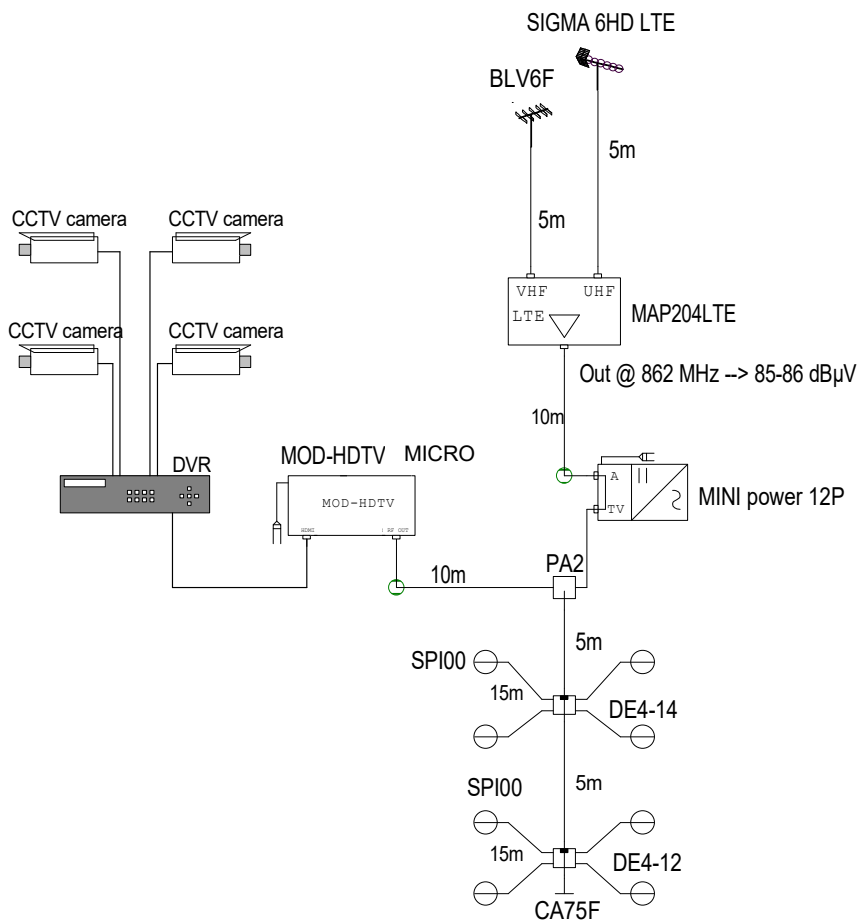 SIGMA 6HD LTE
BLV6F
5m
5m
CCTV camera
CCTV camera
VHF
UHF
LTE
MAP204LTE
CCTV camera
CCTV camera
Out @ 862 MHz --> 85-86 dBµV
10m
DVR
MOD-HDTV
MICRO
MOD-HDTV
HDMI
| RF OUT
A
TV
MINI power 12P
PA2
10m
5m
SPI00
15m
DE4-14
5m
SPI00
15m
DE4-12
CA75F